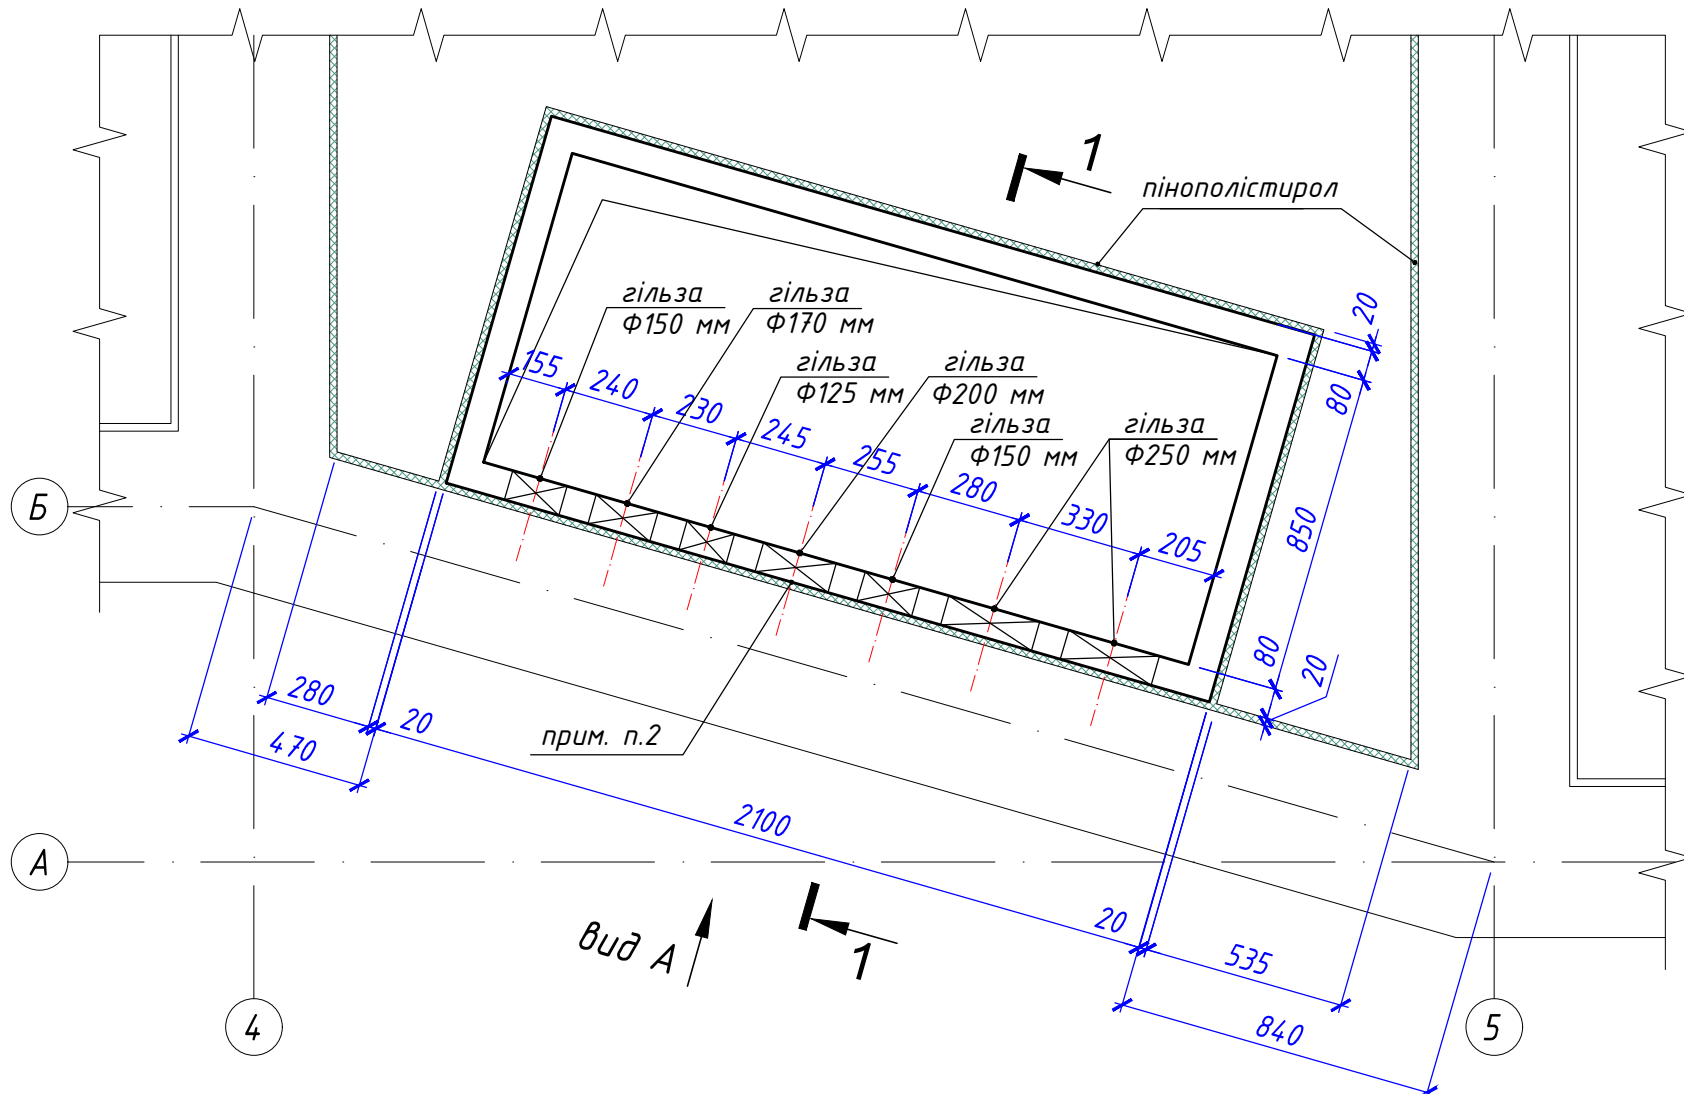 1
пінополістирол
20
80
850
80
20
гільза
Ф150 мм
гільза
Ф170 мм
гільза
Ф125 мм
гільза
Ф200 мм
гільза
Ф150 мм
гільза
Ф250 мм
155
240
230
245
255
280
330
205
Б
280
20
470
прим. п.2
2100
А
вид А
1
20
535
840
4
5